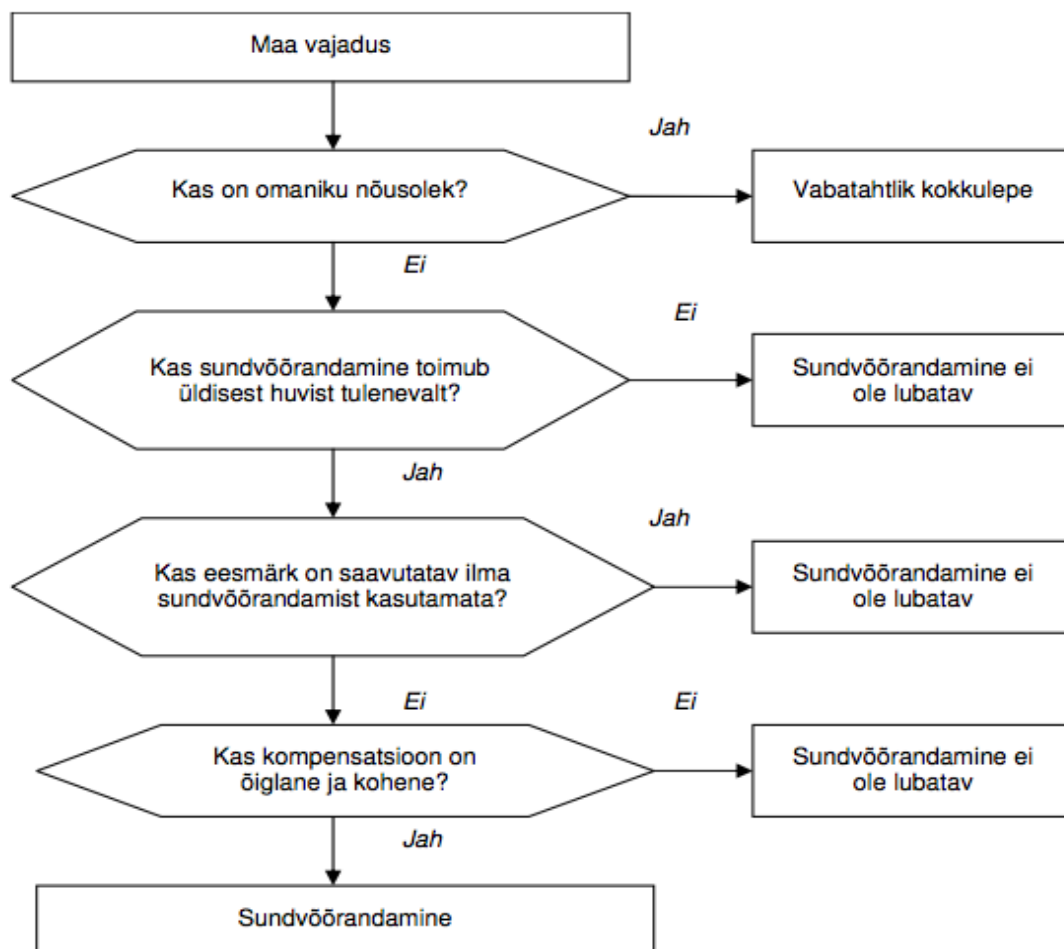 Maa vajadus
Jah
Kas on omaniku nõusolek?
Vabatahtlik kokkulepe
Ei
Ei
Kas sundvõõrandamine toimub
üldisest huvist tulenevalt?
Sundvõõrandamine ei
ole lubatav
Jah
Jah
Kas eesmärk on saavutatav ilma
sundvõõrandamist kasutamata?
Sundvõõrandamine ei
ole lubatav
Ei
Ei
Kas kompensatsioon on
õiglane ja kohene?
Sundvõõrandamine ei
ole lubatav
Jah
Sundvõõrandamine